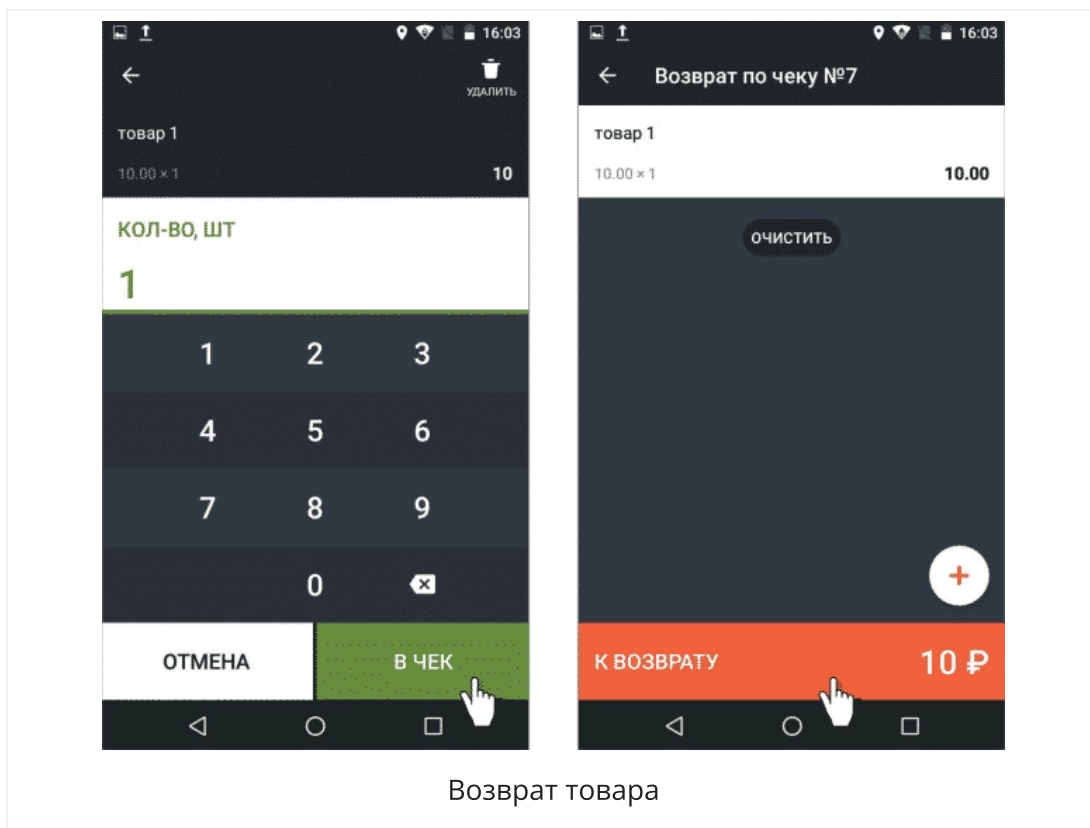 16:03
УДАЛИТЬ
товар 1
10.00 × 1 10
КОЛ-ВО, ШТ
1
1 2 3
4 5 6
7 8 9
0
ОТМЕНА В ЧЕК
16:03
Возврат по чеку №7
товар 1
10.00 × 1 10.00
ОЧИСТИТЬ
+
К ВОЗВРАТУ 10 ₽
Возврат товара